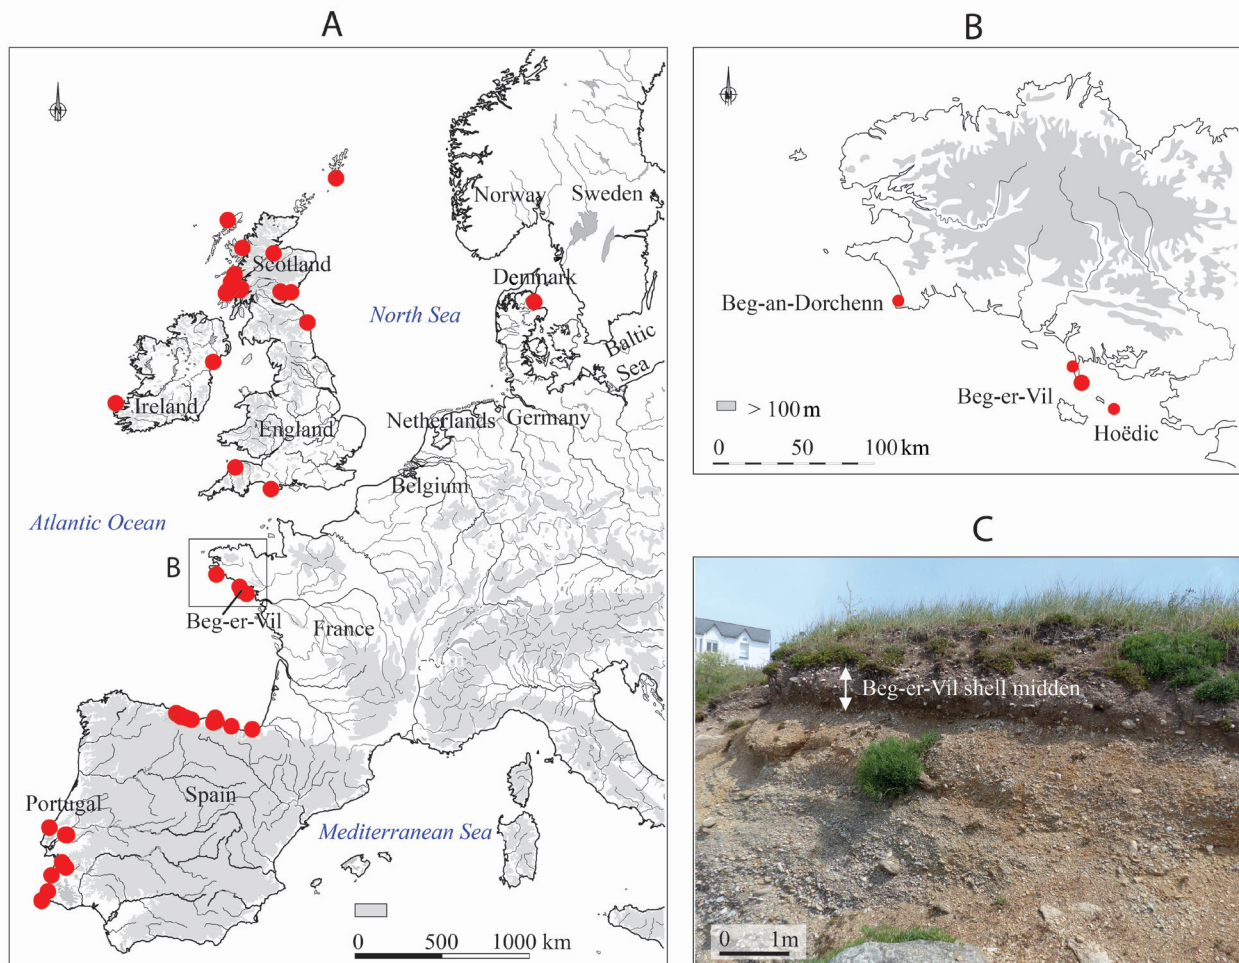 A
N
Norway
Sweden
Scotland
Denmark
North Sea
Baltic
Sea
Ireland
England
Netherlands
Germany
Belgium
Atlantic Ocean
B
Beg-er-Vil
France
Portugal
Spain
Mediterranean Sea
0 500 1000 km
B
N
Beg-an-Dorchenn
Beg-er-Vil
Hoëdic
> 100 m
0 50 100 km
C
Beg-er-Vil shell midden
0 1m